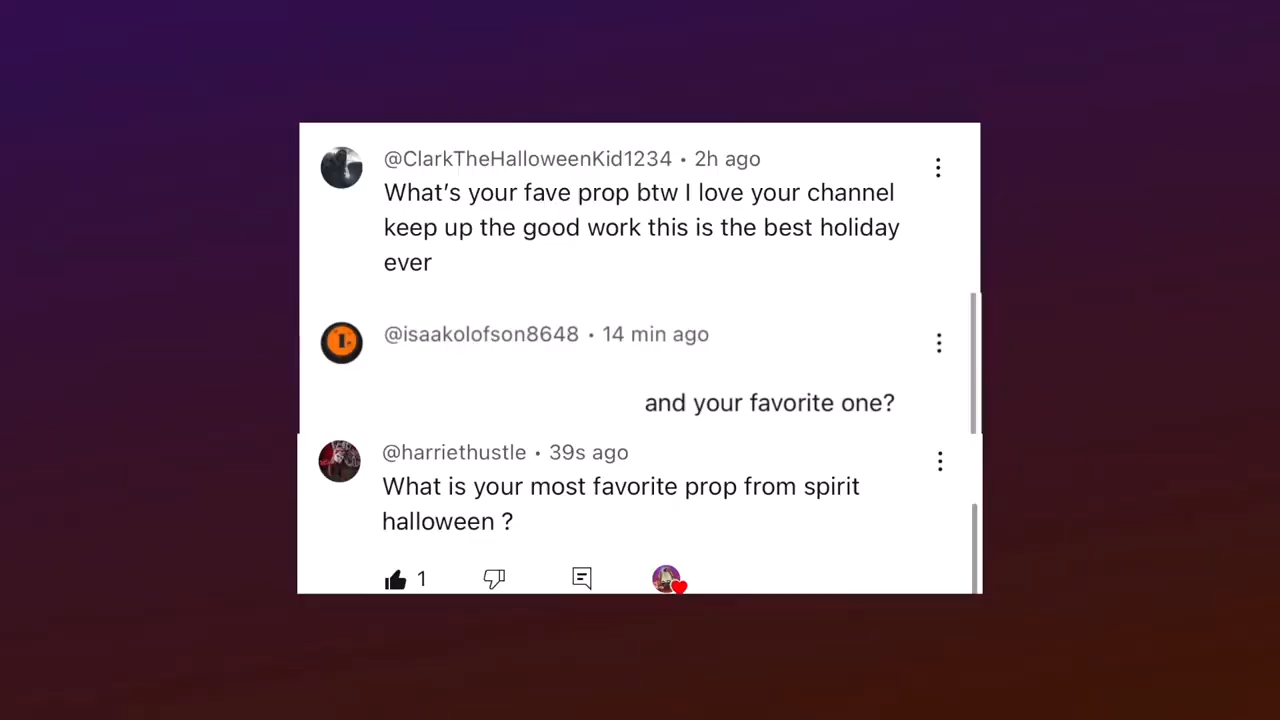 @ClarkTheHalloweenKid1234 • 2h ago
What's your fave prop btw I love your channel
keep up the good work this is the best holiday
ever
@isaakolofson8648 • 14 min ago
and your favorite one?
@harriethustle • 39s ago
What is your most favorite prop from spirit
halloween ?
1